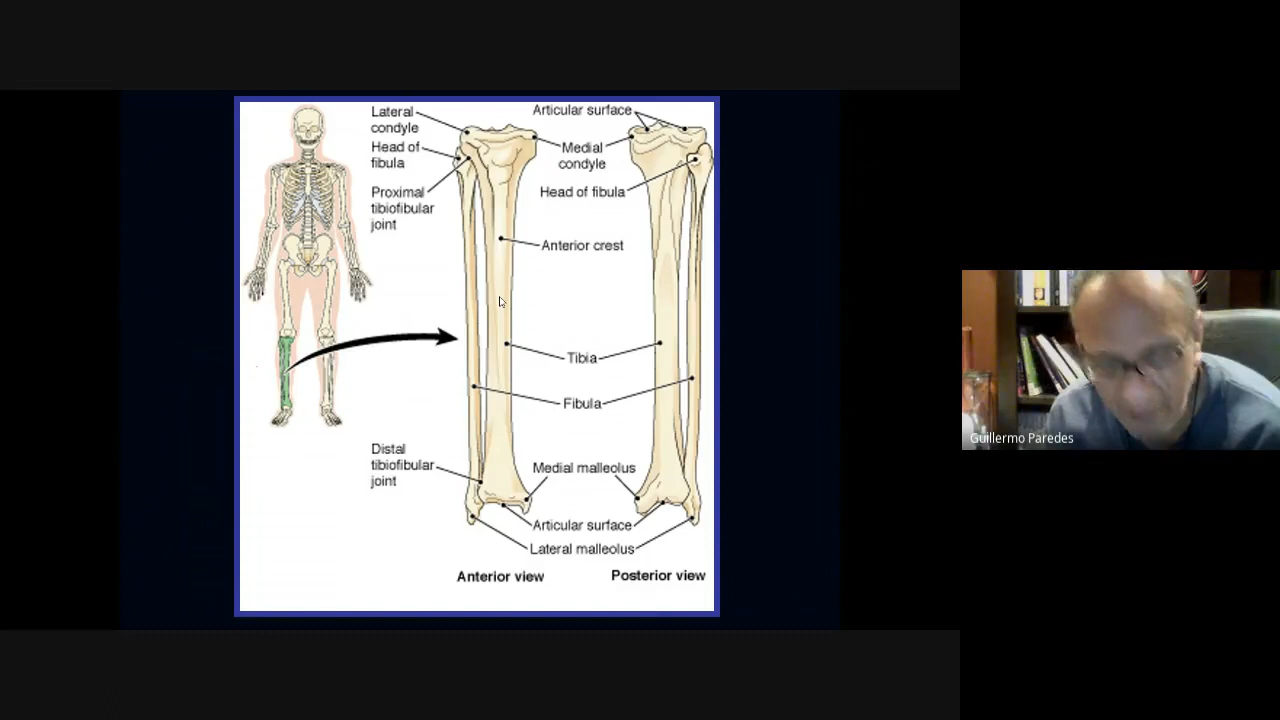 Lateral
condyle
Head of
fibula
Proximal
tibiofibular
joint
Articular surface
Medial
condyle
Head of fibula
Anterior crest
Tibia
Fibula
Distal
tibiofibular
joint
Medial malleolus
Articular surface
Lateral malleolus
Anterior view
Posterior view
Guillermo Paredes